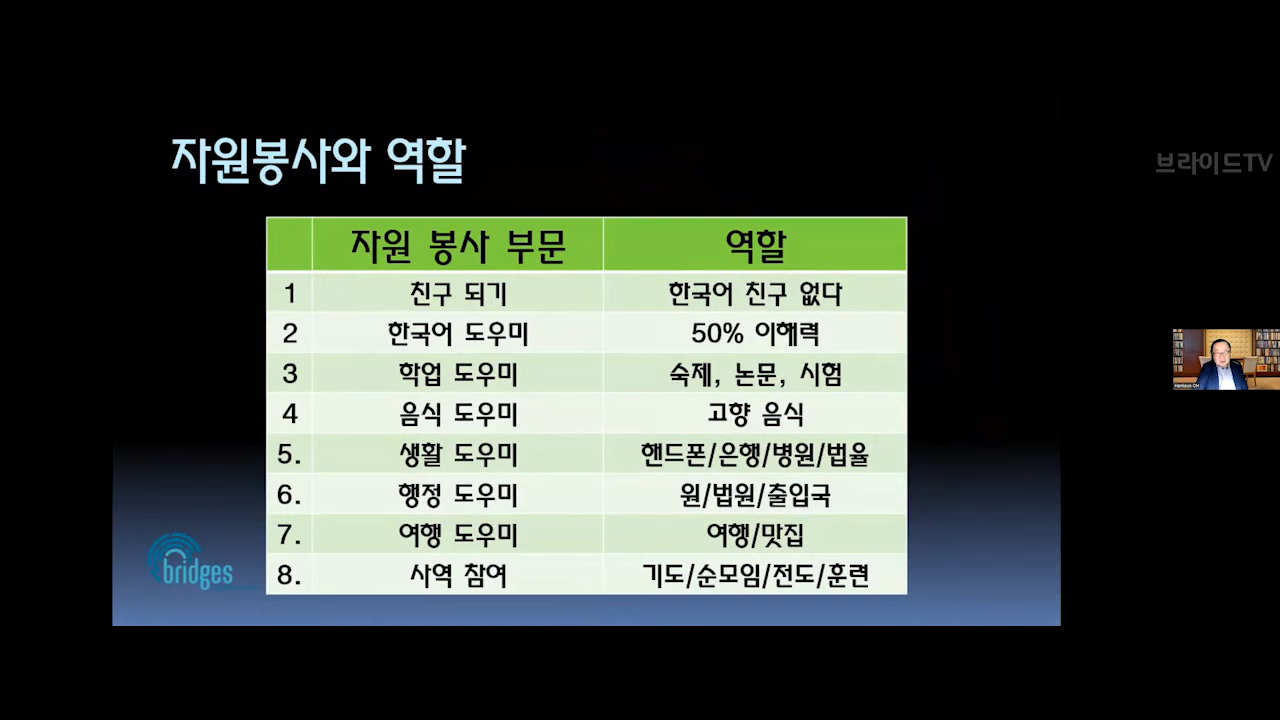 자원봉사와 역할
브라이드TV
자원 봉사 부문 역할
1 친구 되기 한국어 친구 없다
2 한국어 도우미 50% 이해력
3 학업 도우미 숙제, 논문, 시험
4 음식 도우미 고향 음식
5. 생활 도우미 핸드폰/은행/병원/법율
6. 행정 도우미 원/법원/출입국
7. 여행 도우미 여행/맛집
8. 사역 참여 기도/순모임/전도/훈련
bridges